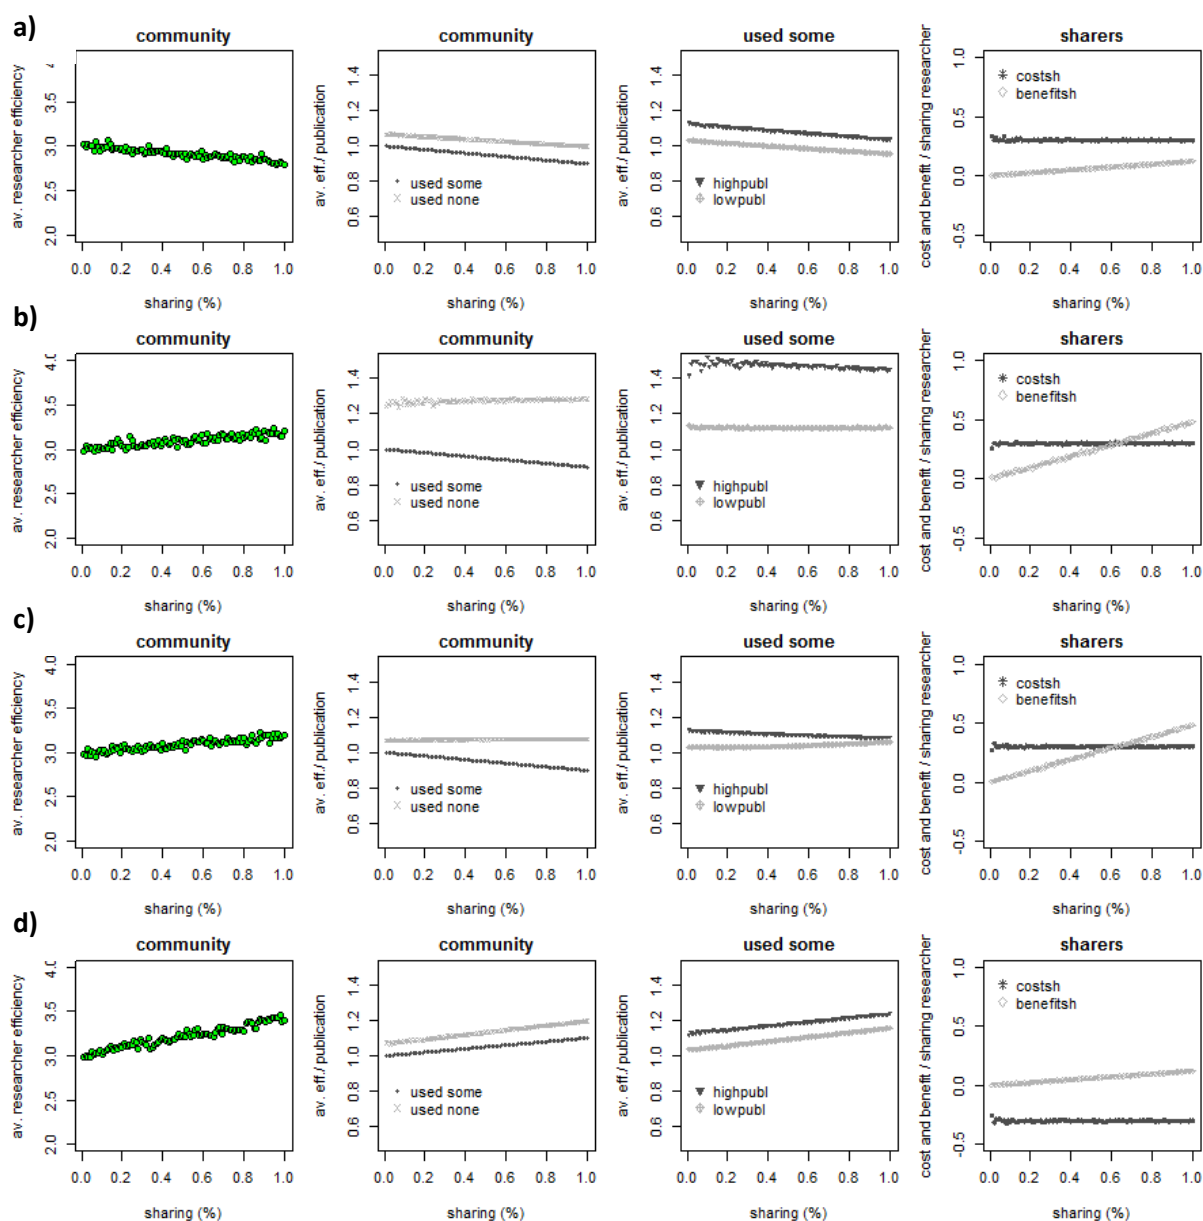 a)
community
community
used some
sharers
av. researcher efficiency
2.0 2.5 3.0 3.5
0.0 0.2 0.4 0.6 0.8 1.0
sharing (%)
av. eff./ publication
0.6 0.8 1.0 1.2 1.4
used some
used none
0.0 0.2 0.4 0.6 0.8 1.0
sharing (%)
av. eff./ publication
0.6 0.8 1.0 1.2 1.4
highpubl
lowpubl
0.0 0.2 0.4 0.6 0.8 1.0
sharing (%)
cost and benefit / sharing researcher
-0.5 0.0 0.5 1.0
costsh
benefitsh
0.0 0.2 0.4 0.6 0.8 1.0
sharing (%)
b)
community
community
used some
sharers
av. researcher efficiency
2.0 2.5 3.0 3.5 4.0
0.0 0.2 0.4 0.6 0.8 1.0
sharing (%)
av. eff./ publication
0.6 0.8 1.0 1.2 1.4
used some
used none
0.0 0.2 0.4 0.6 0.8 1.0
sharing (%)
av. eff./ publication
0.6 0.8 1.0 1.2 1.4
highpubl
lowpubl
0.0 0.2 0.4 0.6 0.8 1.0
sharing (%)
cost and benefit / sharing researcher
-0.5 0.0 0.5 1.0
costsh
benefitsh
0.0 0.2 0.4 0.6 0.8 1.0
sharing (%)
c)
community
community
used some
sharers
av. researcher efficiency
2.0 2.5 3.0 3.5 4.0
0.0 0.2 0.4 0.6 0.8 1.0
sharing (%)
av. eff./ publication
0.6 0.8 1.0 1.2 1.4
used some
used none
0.0 0.2 0.4 0.6 0.8 1.0
sharing (%)
av. eff./ publication
0.6 0.8 1.0 1.2 1.4
highpubl
lowpubl
0.0 0.2 0.4 0.6 0.8 1.0
sharing (%)
cost and benefit / sharing researcher
-0.5 0.0 0.5 1.0
costsh
benefitsh
0.0 0.2 0.4 0.6 0.8 1.0
sharing (%)
d)
community
community
used some
sharers
av. researcher efficiency
2.0 2.5 3.0 3.5 4.0
0.0 0.2 0.4 0.6 0.8 1.0
sharing (%)
av. eff./ publication
0.6 0.8 1.0 1.2 1.4
used some
used none
0.0 0.2 0.4 0.6 0.8 1.0
sharing (%)
av. eff./ publication
0.6 0.8 1.0 1.2 1.4
highpubl
lowpubl
0.0 0.2 0.4 0.6 0.8 1.0
sharing (%)
cost and benefit / sharing researcher
-0.5 0.0 0.5 1.0
costsh
benefitsh
0.0 0.2 0.4 0.6 0.8 1.0
sharing (%)